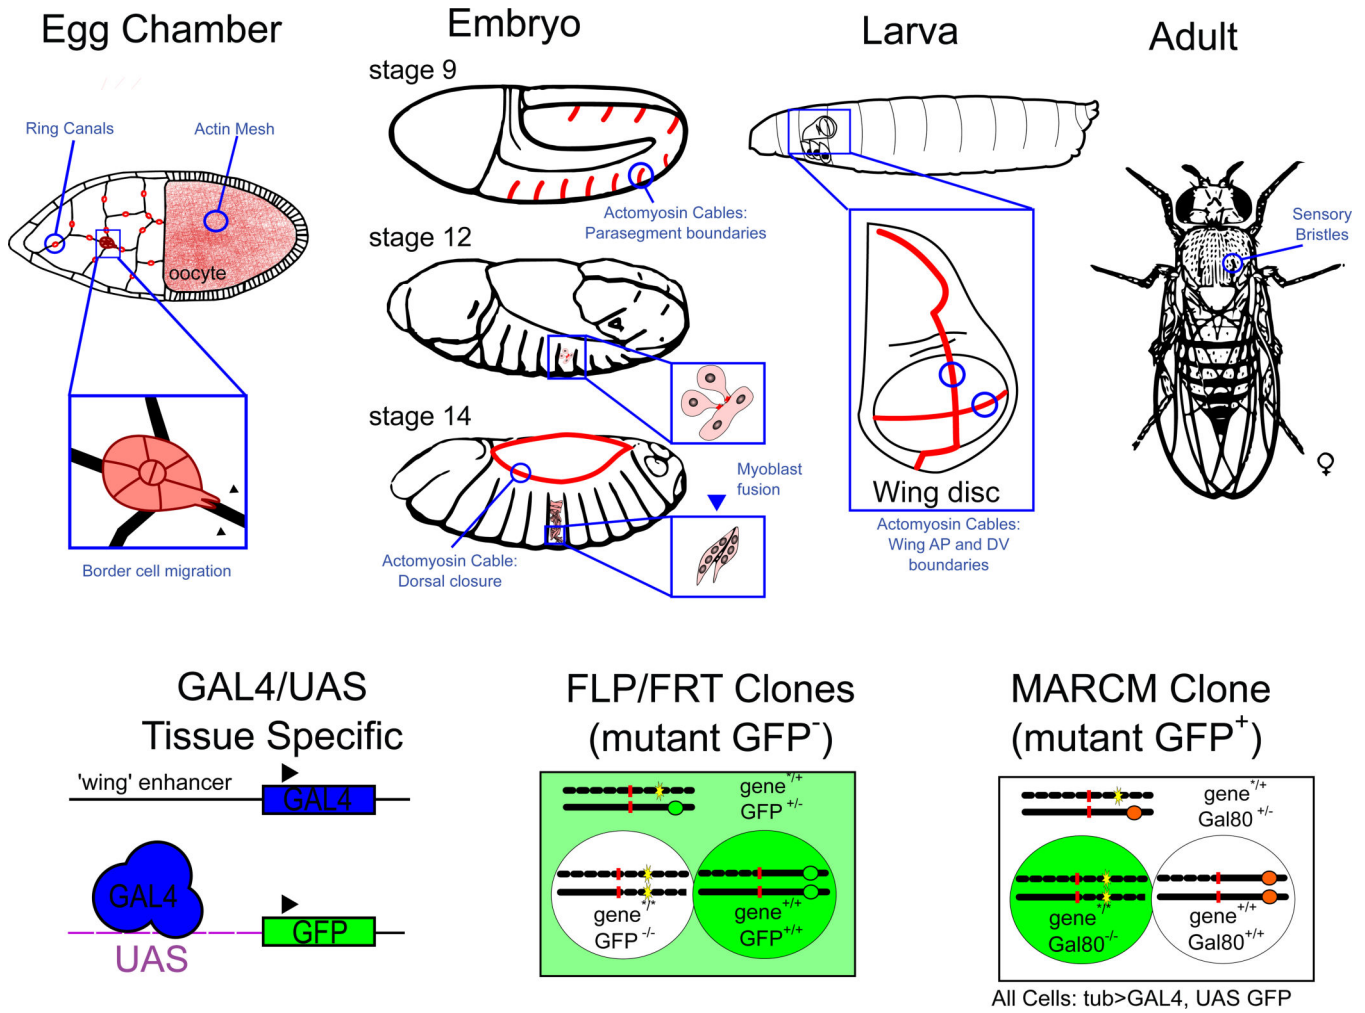 Egg Chamber
Ring Canals
Actin Mesh
oocyte
Border cell migration
Embryo
stage 9
Actomyosin Cables:
Parasegment boundaries
stage 12
stage 14
Myoblast
fusion
Actomyosin Cable:
Dorsal closure
Larva
Wing disc
Actomyosin Cables:
Wing AP and DV
boundaries
Adult
Sensory
Bristles
♀
GAL4/UAS
Tissue Specific
'wing' enhancer
GAL4
GAL4
UAS
GFP
FLP/FRT Clones
(mutant GFP⁻)
gene */+
GFP +/-
gene */*
GFP -/-
gene +/+
GFP +/+
MARCM Clone
(mutant GFP⁺)
gene */+
Gal80 +/-
gene */*
Gal80 -/-
gene +/+
Gal80 +/+
All Cells: tub>GAL4, UAS GFP